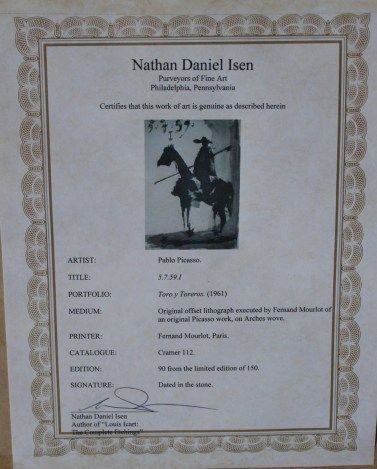 Nathan Daniel Isen
Purveyors of Fine Art
Philadelphia, Pennsylvania
Certifies that this work of art is genuine as described herein
5.7.59.I
ARTIST: Pablo Picasso.
TITLE: 5.7.59.I
PORTFOLIO: Toro y Toreros. (1961)
MEDIUM: Original offset lithograph executed by Fernand Mourlot of
an original Picasso work, on Arches wove.
PRINTER: Fernand Mourlot, Paris.
CATALOGUE: Cramer 112.
EDITION: 90 from the limited edition of 150.
SIGNATURE: Dated in the stone.
Nathan Daniel Isen
Author of "Louis Icart:
The Complete Etchings"